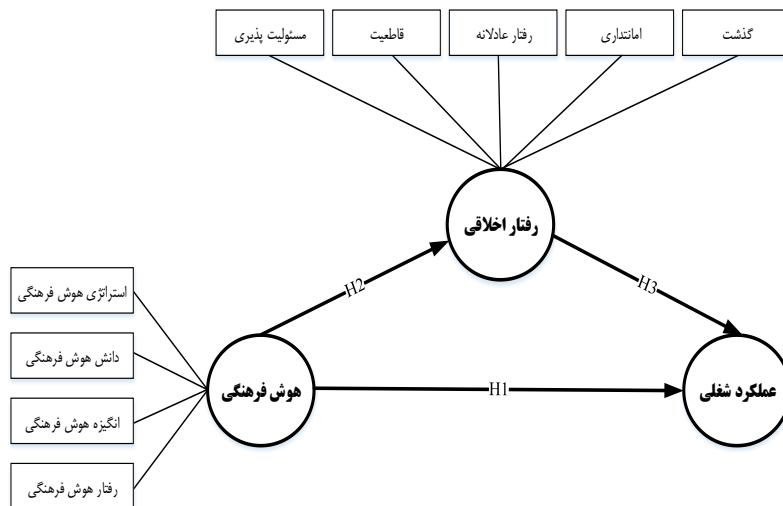 گذشت
امانتداری
رفتار عادلانه
قاطعیت
مسئولیت پذیری
رفتار اخلاقی
H2
H3
استراتژی هوش فرهنگی
دانش هوش فرهنگی
انگیزه هوش فرهنگی
رفتار هوش فرهنگی
هوش فرهنگی
H1
عملکرد شغلی